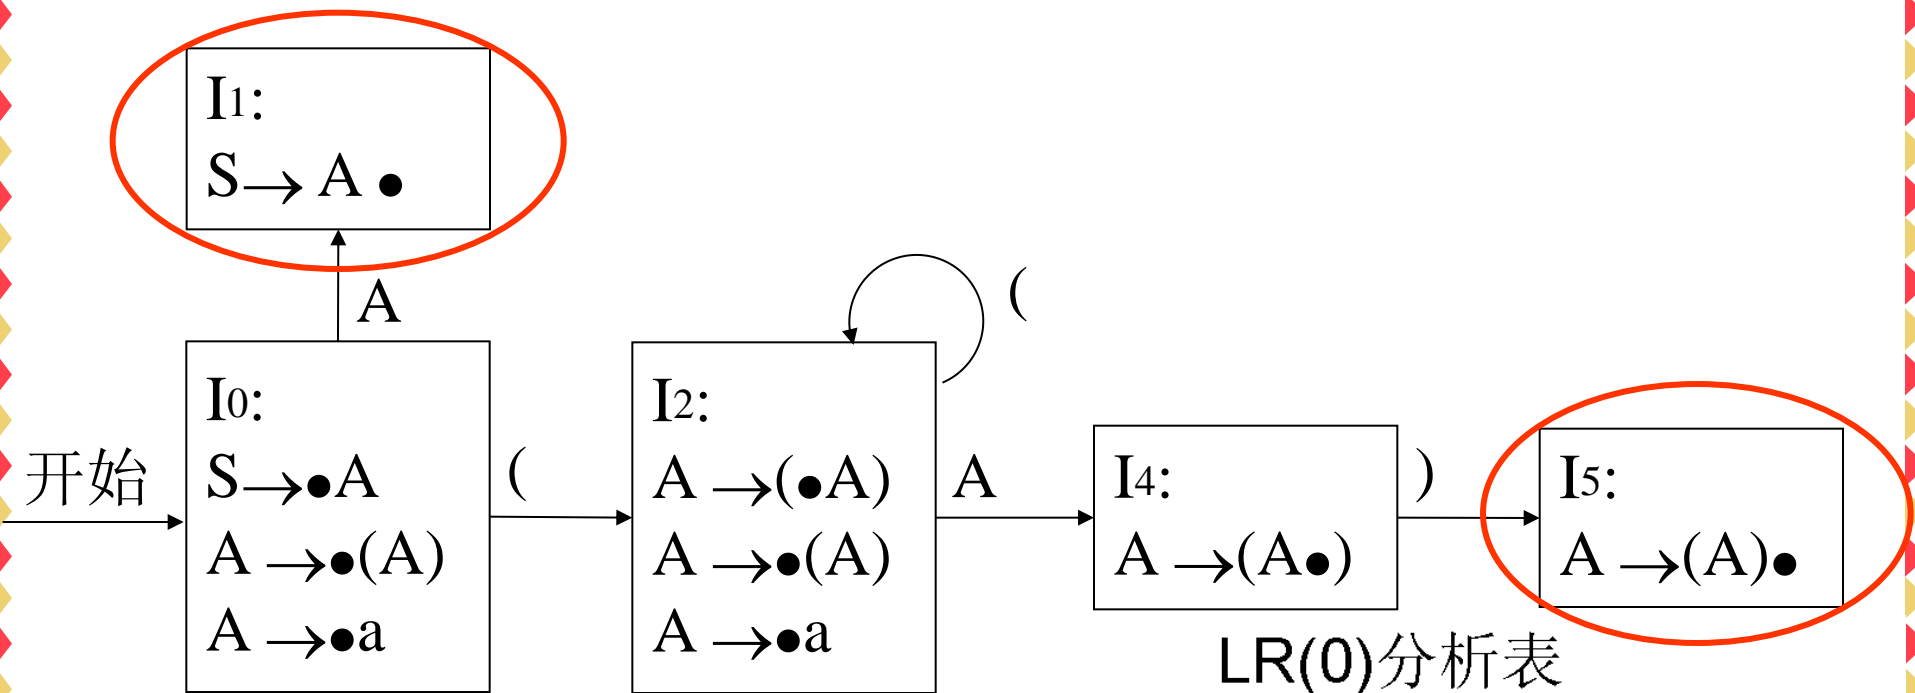 I1:
S→ A ●
A
(
I0:
S→●A
A →●(A)
A →●a
开始
(
I2:
A →(●A)
A →●(A)
A →●a
A
I4:
A →(A●)
)
I5:
A →(A)●
LR(0)分析表